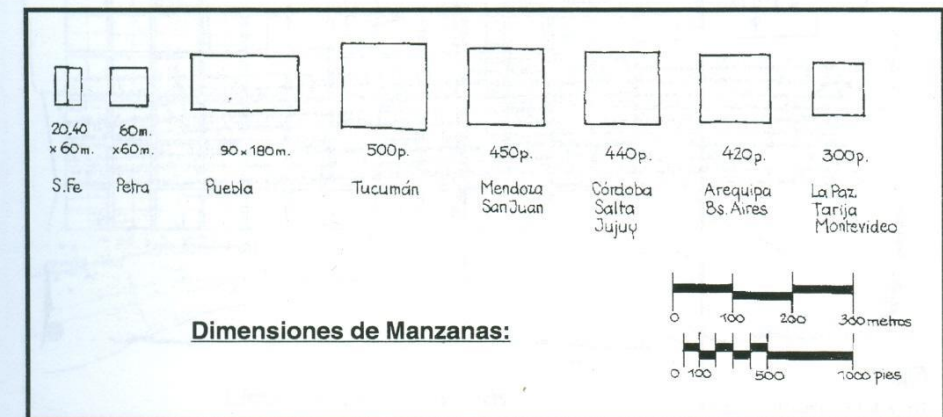 20,40
x 60m.
60m.
x60m.
90 x 180 m.
500p.
450p.
440p.
420p.
300p.
S.Fe
Petra
Puebla
Tucumán
Mendoza
San Juan
Córdoba
Salta
Jujuy
Arequipa
Bs. Aires
La Paz
Tarija
Montevideo
0 100 200 300 metros
Dimensiones de Manzanas:
0 100 500 1000 pies